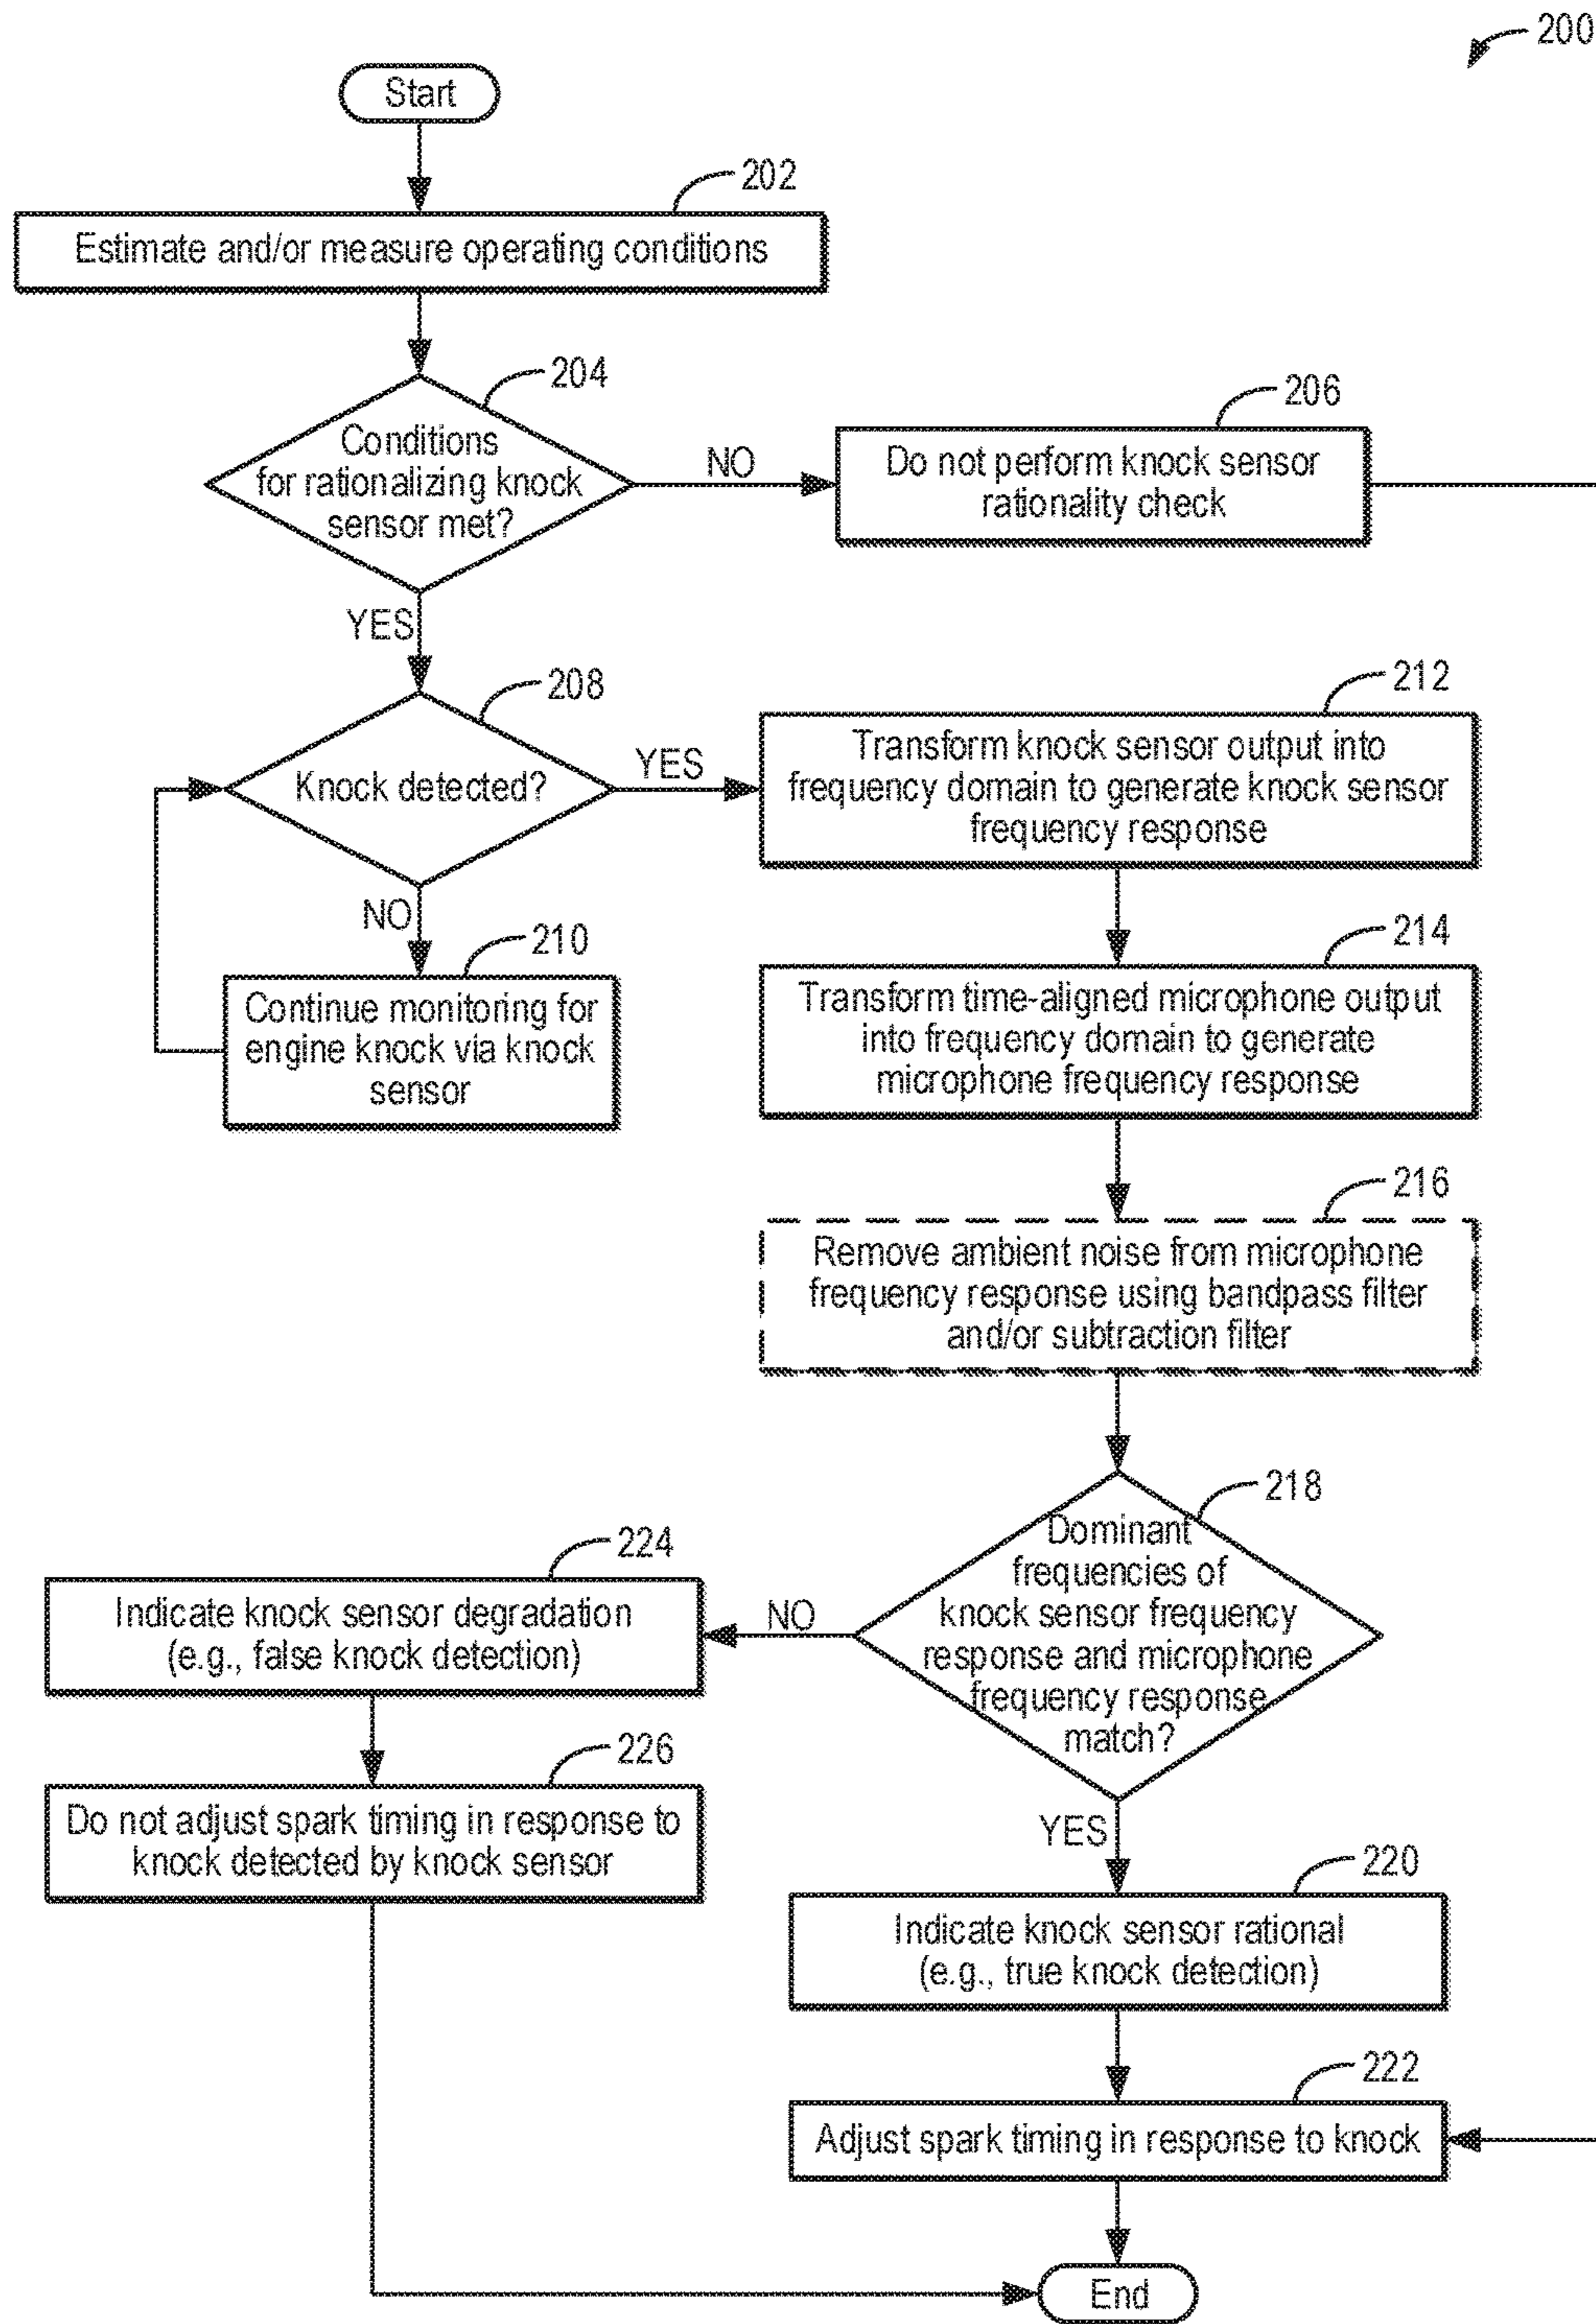 200
Start
202
Estimate and/or measure operating conditions
204
Conditions
for rationalizing knock
sensor met?
NO
206
Do not perform knock sensor
rationality check
YES
208
Knock detected?
YES
212
Transform knock sensor output into
frequency domain to generate knock sensor
frequency response
NO
210
Continue monitoring for
engine knock via knock
sensor
214
Transform time-aligned microphone output
into frequency domain to generate
microphone frequency response
216
Remove ambient noise from microphone
frequency response using bandpass filter
and/or subtraction filter
218
Dominant
frequencies of
knock sensor frequency
response and microphone
frequency response
match?
NO
224
Indicate knock sensor degradation
(e.g., false knock detection)
226
Do not adjust spark timing in response to
knock detected by knock sensor
YES
220
Indicate knock sensor rational
(e.g., true knock detection)
222
Adjust spark timing in response to knock
End